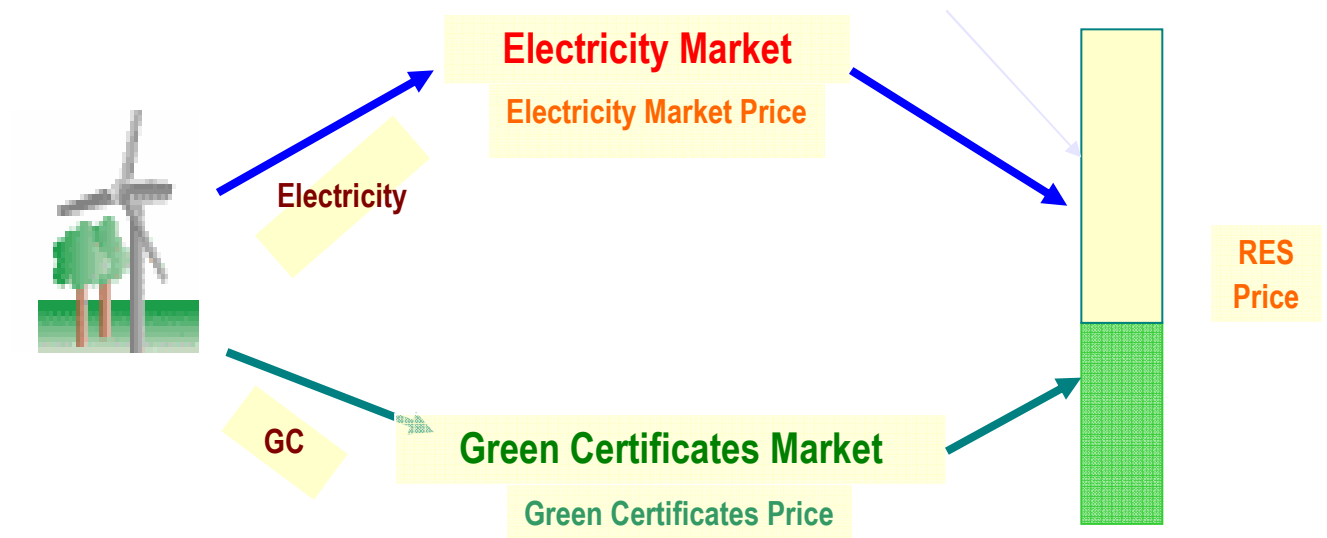 Electricity Market
Electricity Market Price
Electricity
RES
Price
GC
Green Certificates Market
Green Certificates Price